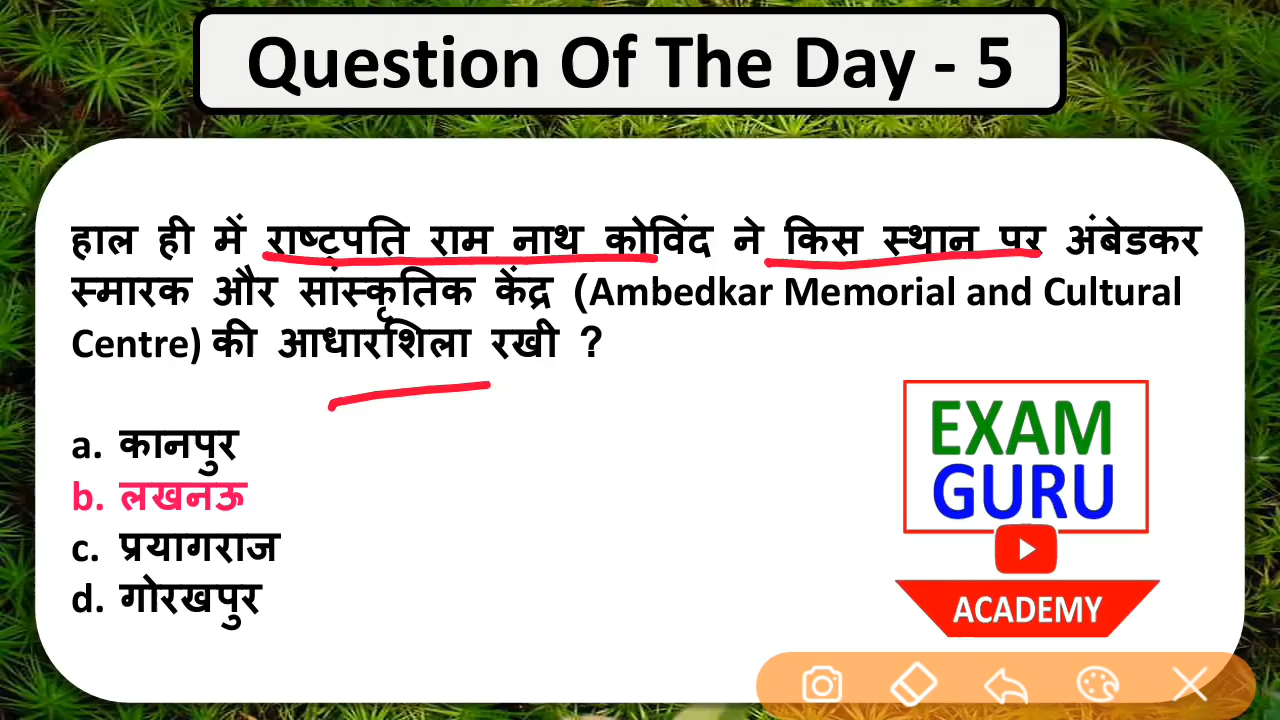 Question Of The Day - 5
हाल ही में राष्ट्रपति राम नाथ कोविंद ने किस स्थान पर अंबेडकर
स्मारक और सांस्कृतिक केंद्र (Ambedkar Memorial and Cultural
Centre) की आधारशिला रखी ?
a. कानपुर
b. लखनऊ
c. प्रयागराज
d. गोरखपुर
EXAM
GURU
ACADEMY